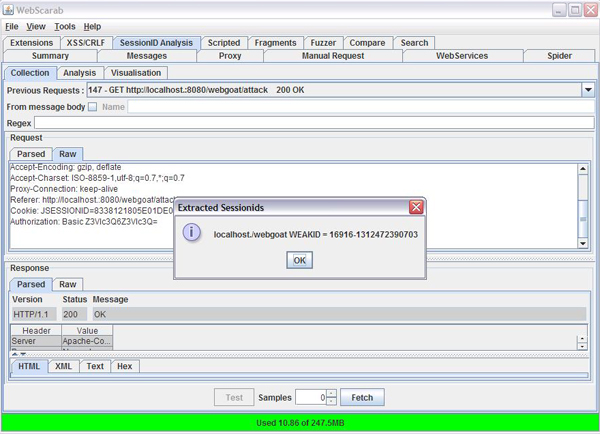 WebScarab
File View Tools Help
Extensions XSS/CRLF SessionID Analysis Scripted Fragments Fuzzer Compare Search
Summary Messages Proxy Manual Request WebServices Spider
Collection Analysis Visualisation
Previous Requests : 147 - GET http://localhost.:8080/webgoat/attack 200 OK
From message body Name
Regex
Request
Parsed Raw
Accept-Encoding: gzip, deflate
Accept-Charset: ISO-8859-1,utf-8;q=0.7,*;q=0.7
Proxy-Connection: keep-alive
Referer: http://localhost.:8080/webgoat/attac
Cookie: JSESSIONID=8338121805E01DE0
Authorization: Basic Z3Vlc3Q6Z3Vlc3Q=
Extracted Sessionids
localhost./webgoat WEAKID = 16916-1312472390703
OK
Response
Parsed Raw
Version Status Message
HTTP/1.1 200 OK
Header Value
Server Apache-Co...
HTML XML Text Hex
Test Samples 0 Fetch
Used 10.86 of 247.5MB